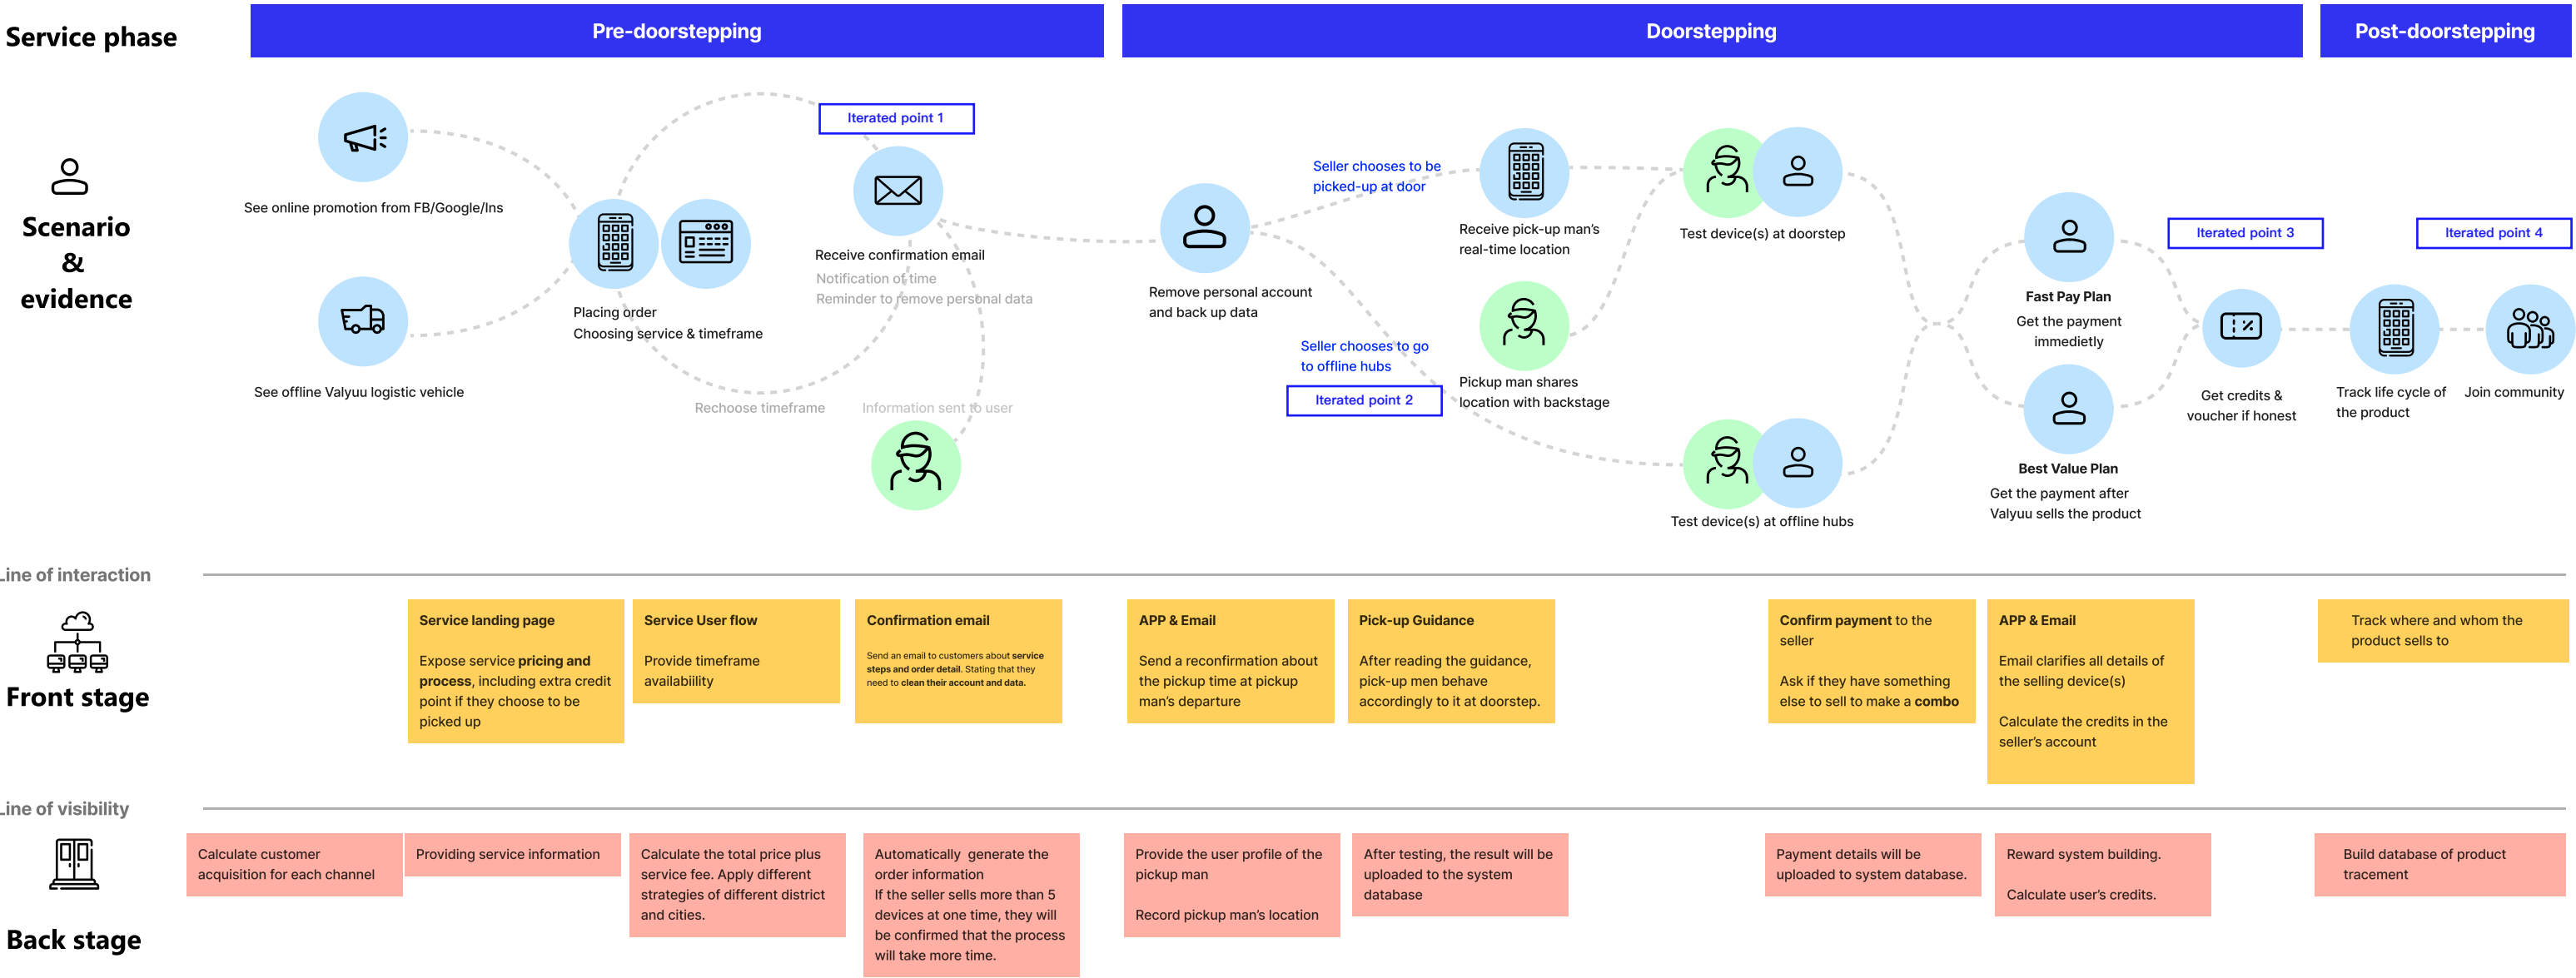 Service phase
Pre-doorstepping
Doorstepping
Post-doorstepping
Scenario
&
evidence
See online promotion from FB/Google/Ins
See offline Valyuu logistic vehicle
Placing order
Choosing service & timeframe
Iterated point 1
Receive confirmation email
Notification of time
Reminder to remove personal data
Rechoose timeframe
Information sent to user
Remove personal account
and back up data
Seller chooses to be
picked-up at door
Seller chooses to go
to offline hubs
Iterated point 2
Receive pick-up man's
real-time location
Pickup man shares
location with backstage
Test device(s) at doorstep
Test device(s) at offline hubs
Fast Pay Plan
Get the payment
immedietly
Best Value Plan
Get the payment after
Valyuu sells the product
Iterated point 3
Get credits &
voucher if honest
Iterated point 4
Track life cycle of
the product
Join community
Line of interaction
Front stage
Service landing page
Expose service pricing and
process, including extra credit
point if they choose to be
picked up
Service User flow
Provide timeframe
availabiility
Confirmation email
Send an email to customers about service
steps and order detail. Stating that they
need to clean their account and data.
APP & Email
Send a reconfirmation about
the pickup time at pickup
man's departure
Pick-up Guidance
After reading the guidance,
pick-up men behave
accordingly to it at doorstep.
Confirm payment to the
seller
Ask if they have something
else to sell to make a combo
APP & Email
Email clarifies all details of
the selling device(s)
Calculate the credits in the
seller's account
Track where and whom the
product sells to
Line of visibility
Back stage
Calculate customer
acquisition for each channel
Providing service information
Calculate the total price plus
service fee. Apply different
strategies of different district
and cities.
Automatically generate the
order information
If the seller sells more than 5
devices at one time, they will
be confirmed that the process
will take more time.
Provide the user profile of the
pickup man
Record pickup man's location
After testing, the result will be
uploaded to the system
database
Payment details will be
uploaded to system database.
Reward system building.
Calculate user's credits.
Build database of product
tracement